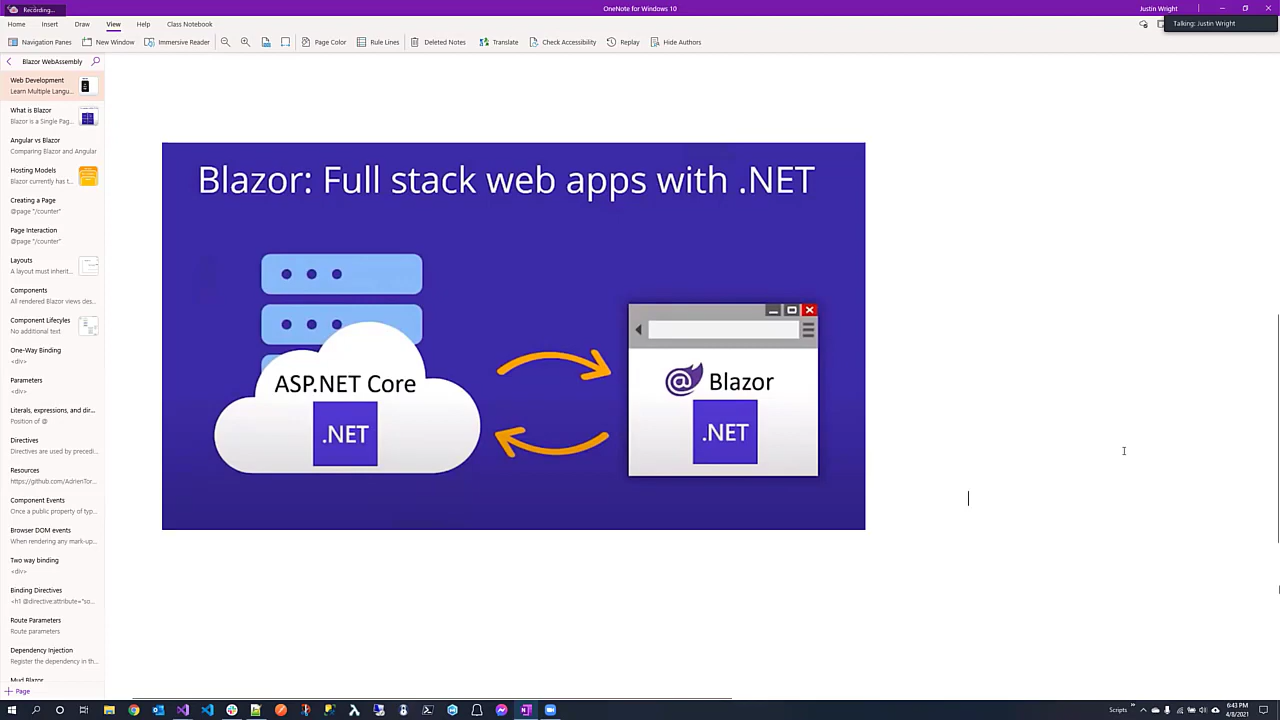 Recording...
OneNote for Windows 10
Justin Wright
Talking: Justin Wright
Home Insert Draw View Help Class Notebook
Navigation Panes New Window Immersive Reader Page Color Rule Lines Deleted Notes Translate Check Accessibility Replay Hide Authors
Blazor WebAssembly
Web Development
Learn Multiple Langu...
What is Blazor
Blazor is a Single Pag...
Angular vs Blazor
Comparing Blazor and Angular
Hosting Models
Blazor currently has t...
Creating a Page
@page "/counter"
Page Interaction
@page "/counter"
Layouts
A layout must inherit...
Components
All rendered Blazor views des...
Component Lifecyles
No additional text
One-Way Binding
<div>
Parameters
<div>
Literals, expressions, and dir...
Position of @
Directives
Directives are used by precedi...
Resources
https://github.com/AdrienTor...
Component Events
Once a public property of typ...
Browser DOM events
When rendering any mark-up...
Two way binding
<div>
Binding Directives
<h1 @directive:attribute="so...
Route Parameters
Route parameters
Dependency Injection
Register the dependency in th...
Mud Blazor
Page
Blazor: Full stack web apps with .NET
ASP.NET Core
.NET
@ Blazor
.NET
Scripts
6:43 PM
4/8/2021